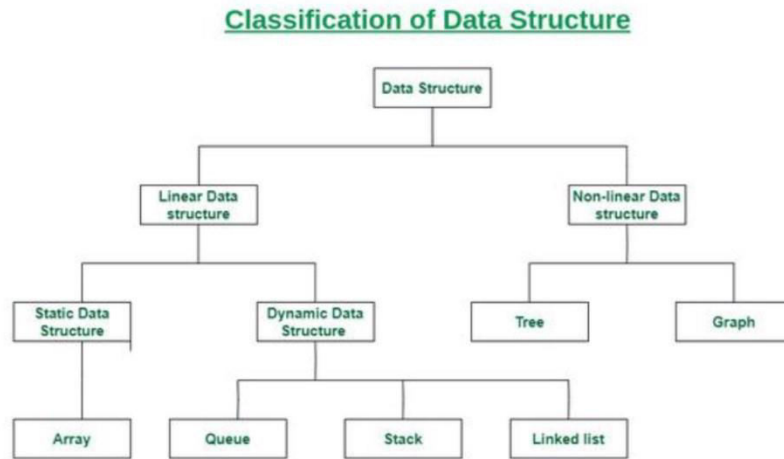 Classification of Data Structure
Data Structure
Linear Data
structure
Non-linear Data
structure
Static Data
Structure
Dynamic Data
Structure
Tree
Graph
Array
Queue
Stack
Linked list